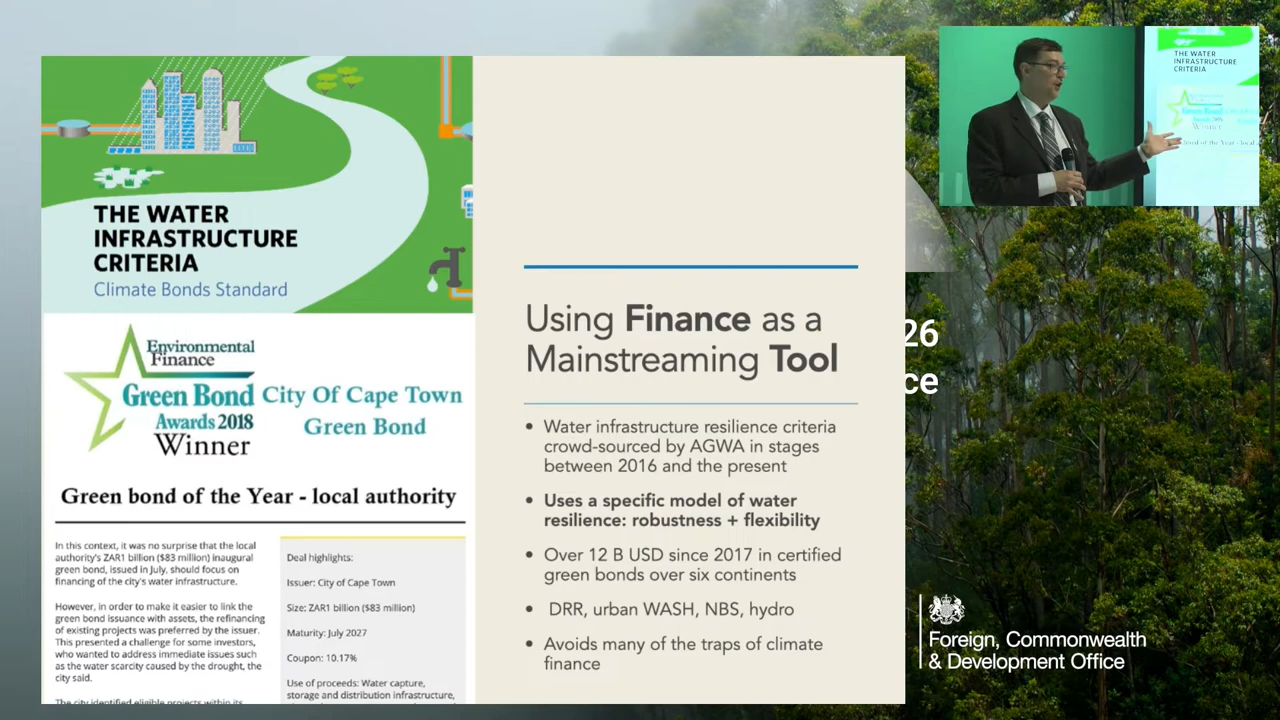 THE WATER
INFRASTRUCTURE
CRITERIA
Climate Bonds Standard
Environmental
Finance
Green Bond
Awards 2018
Winner
City Of Cape Town
Green Bond
Green bond of the Year - local authority
In this context, it was no surprise that the local
authority's ZAR1 billion ($83 million) inaugural
green bond, issued in July, should focus on
financing of the city's water infrastructure.
However, in order to make it easier to link the
green bond issuance with assets, the refinancing
of existing projects was preferred by the issuer.
This presented a challenge for some investors,
who wanted to address immediate issues such
as the water scarcity caused by the drought, the
city said.
The city identified eligible projects within its
Deal highlights:
Issuer: City of Cape Town
Size: ZAR1 billion ($83 million)
Maturity: July 2027
Coupon: 10.17%
Use of proceeds: Water capture,
storage and distribution infrastructure,
Using Finance as a
Mainstreaming Tool
• Water infrastructure resilience criteria
crowd-sourced by AGWA in stages
between 2016 and the present
• Uses a specific model of water
resilience: robustness + flexibility
• Over 12 B USD since 2017 in certified
green bonds over six continents
• DRR, urban WASH, NBS, hydro
• Avoids many of the traps of climate
finance
THE WATER
INFRASTRUCTURE
CRITERIA
Winner
26
ce
Foreign, Commonwealth
& Development Office